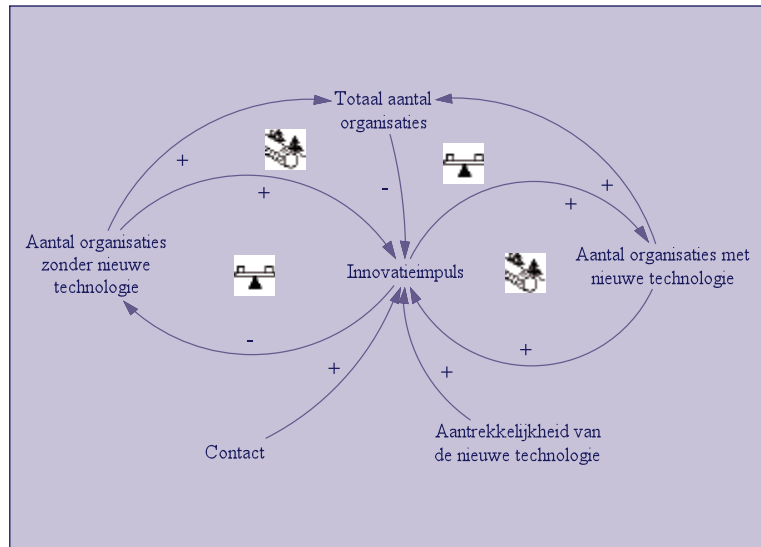 Totaal aantal
organisaties
+
+
-
+
+
Aantal organisaties
zonder nieuwe
technologie
Innovatieimpuls
Aantal organisaties met
nieuwe technologie
-
+
+
+
Contact
Aantrekkelijkheid van
de nieuwe technologie